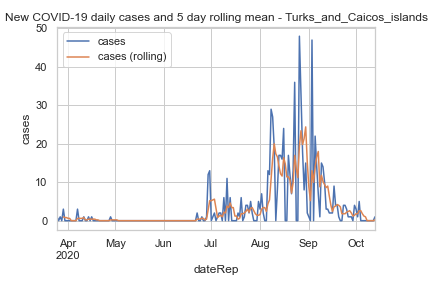 New COVID-19 daily cases and 5 day rolling mean - Turks_and_Caicos_islands
cases
cases (rolling)
50
40
30
20
10
0
cases
Apr May Jun Jul Aug Sep Oct
2020
dateRep